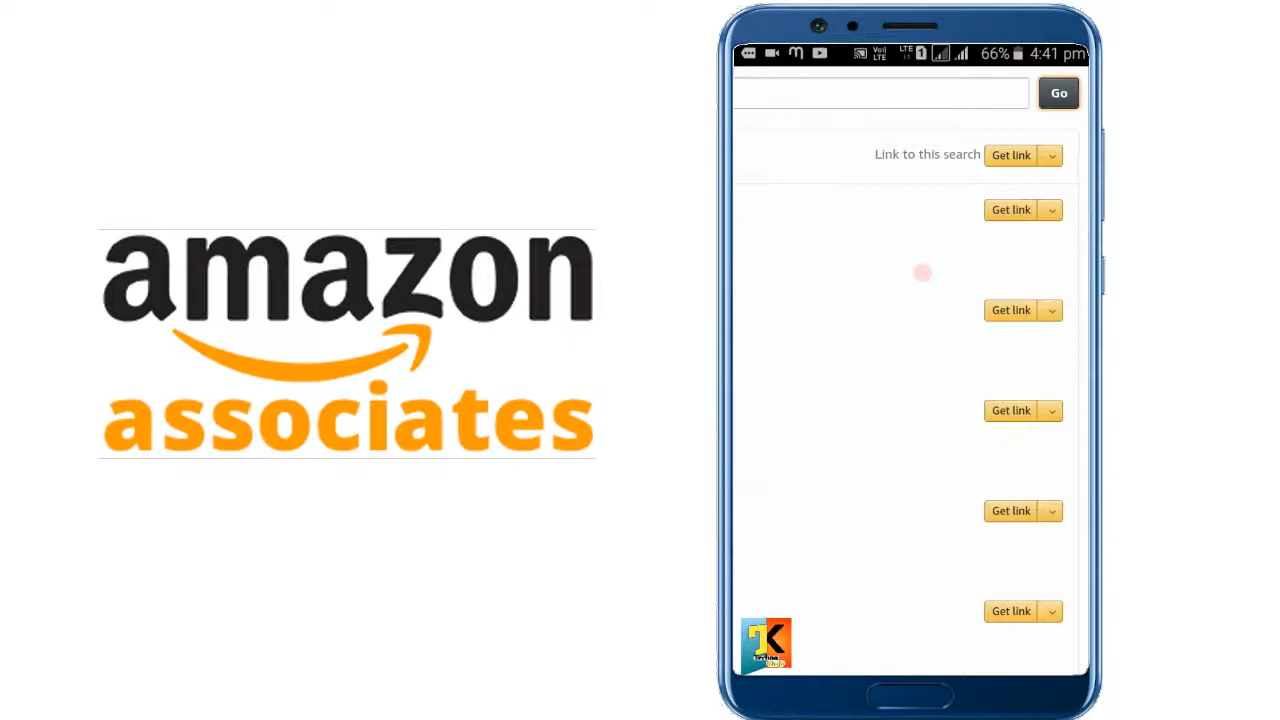 amazon
associates
66% 4:41 pm
Go
Link to this search Get link
Get link
Get link
Get link
Get link
Get link
TK